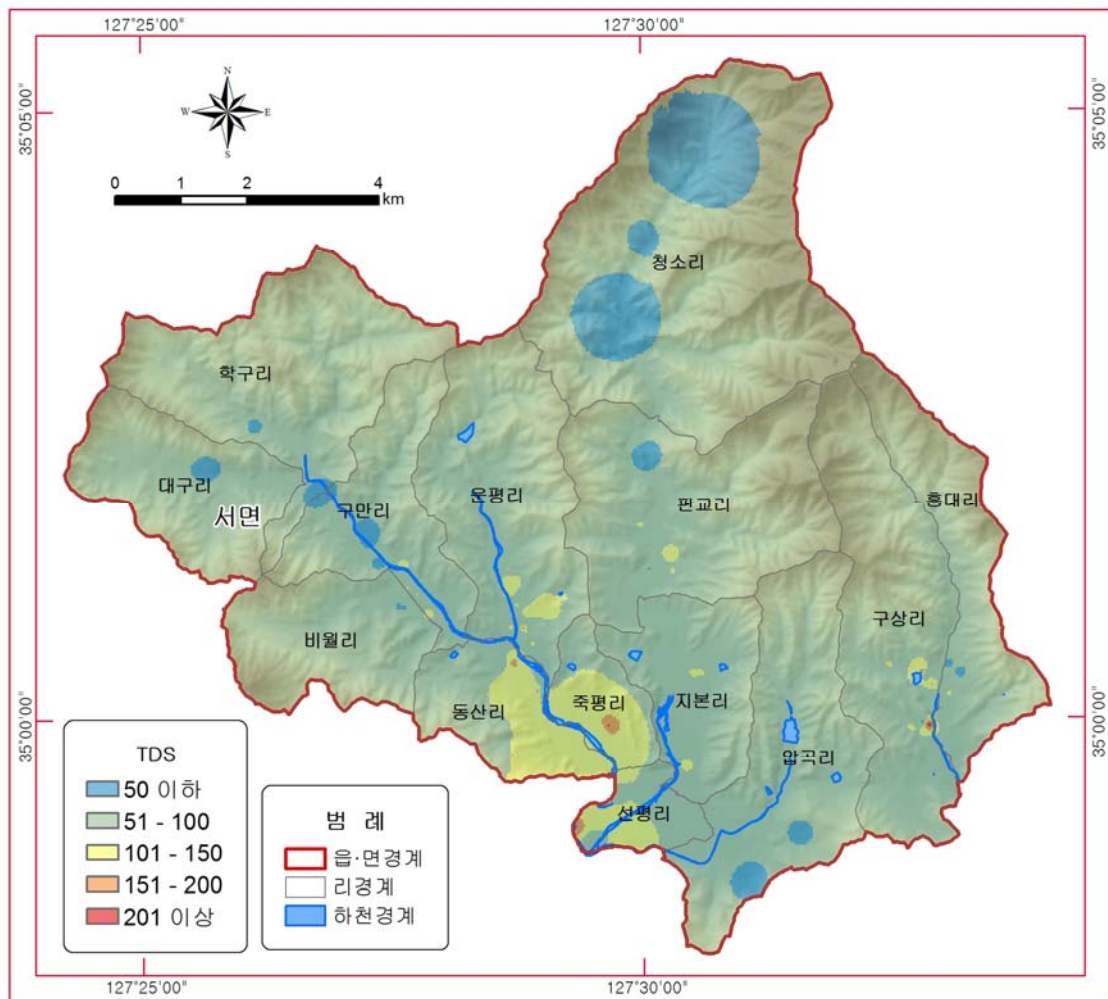 127°25'00"
127°30'00"
35°05'00"
35°05'00"
N
W
E
S
0
1
2
4
km
청소리
학구리
대구리
서면
구만리
운평리
판교리
흥대리
비월리
구상리
동산리
죽평리
지본리
압곡리
선평리
35°00'00"
35°00'00"
TDS
50 이하
51 - 100
101 - 150
151 - 200
201 이상
범 례
읍·면경계
리경계
하천경계
127°25'00"
127°30'00"